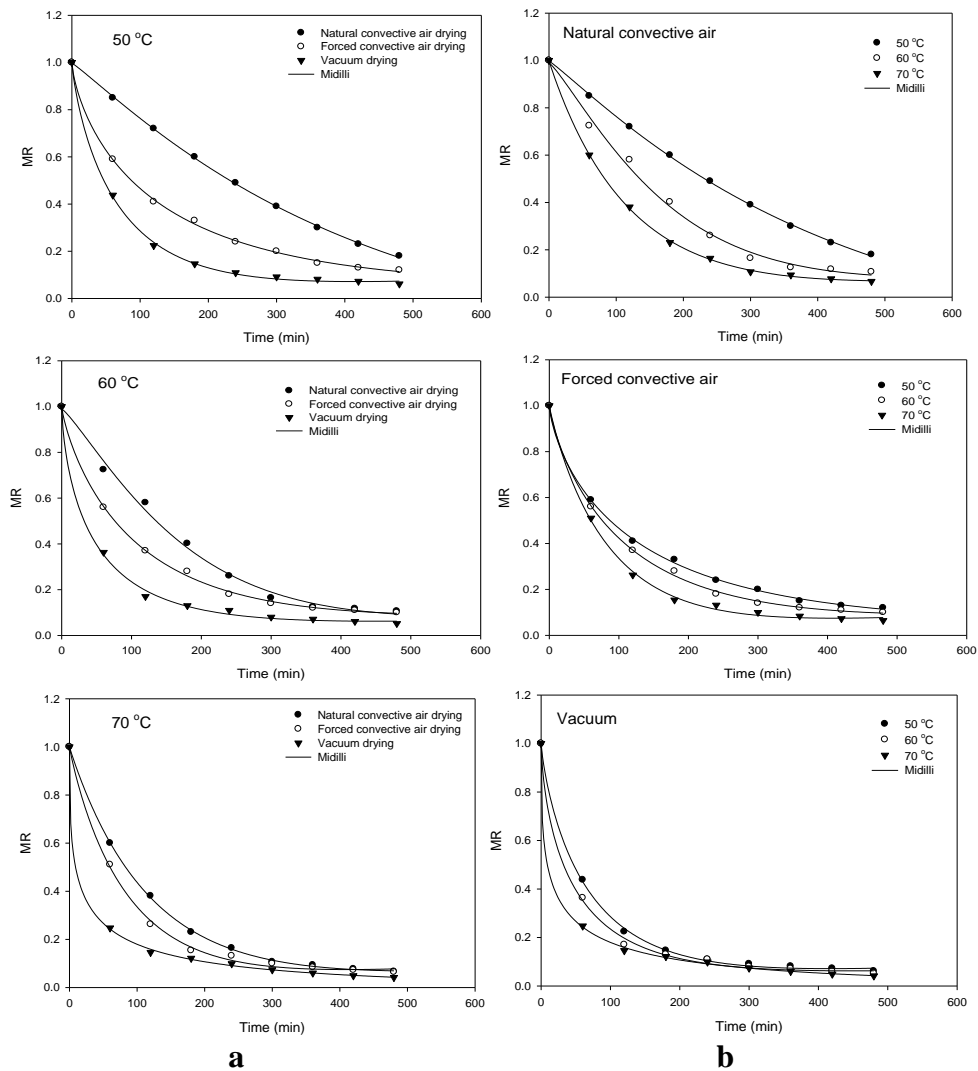 50 °C
Natural convective air drying
Forced convective air drying
Vacuum drying
Midilli
MR
1.2
1.0
0.8
0.6
0.4
0.2
0.0
0 100 200 300 400 500 600
Time (min)
Natural convective air
50 °C
60 °C
70 °C
Midilli
MR
1.2
1.0
0.8
0.6
0.4
0.2
0.0
0 100 200 300 400 500 600
Time (min)
60 °C
Natural convective air drying
Forced convective air drying
Vacuum drying
Midilli
MR
1.2
1.0
0.8
0.6
0.4
0.2
0.0
0 100 200 300 400 500 600
Time (min)
Forced convective air
50 °C
60 °C
70 °C
Midilli
MR
1.2
1.0
0.8
0.6
0.4
0.2
0.0
0 100 200 300 400 500 600
Time (min)
70 °C
Natural convective air drying
Forced convective air drying
Vacuum drying
Midilli
MR
1.2
1.0
0.8
0.6
0.4
0.2
0.0
0 100 200 300 400 500 600
Time (min)
Vacuum
50 °C
60 °C
70 °C
Midilli
MR
1.2
1.0
0.8
0.6
0.4
0.2
0.0
0 100 200 300 400 500 600
Time (min)
a
b